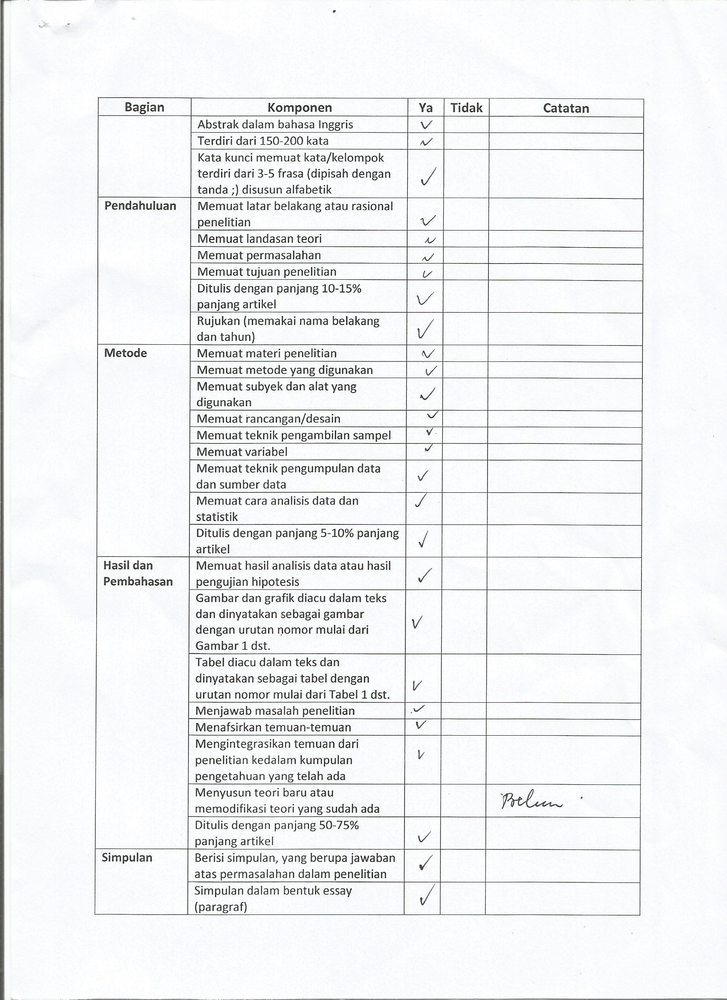 Bagian Komponen Ya Tidak Catatan
Abstrak dalam bahasa Inggris ✓
Terdiri dari 150-200 kata ✓
Kata kunci memuat kata/kelompok
terdiri dari 3-5 frasa (dipisah dengan ✓
tanda ;) disusun alfabetik
Pendahuluan Memuat latar belakang atau rasional
penelitian ✓
Memuat landasan teori ✓
Memuat permasalahan ✓
Memuat tujuan penelitian ✓
Ditulis dengan panjang 10-15%
panjang artikel ✓
Rujukan (memakai nama belakang
dan tahun) ✓
Metode Memuat materi penelitian ✓
Memuat metode yang digunakan ✓
Memuat subyek dan alat yang
digunakan ✓
Memuat rancangan/desain ✓
Memuat teknik pengambilan sampel ✓
Memuat variabel ✓
Memuat teknik pengumpulan data
dan sumber data ✓
Memuat cara analisis data dan ✓
statistik
Ditulis dengan panjang 5-10% panjang
artikel ✓
Hasil dan Memuat hasil analisis data atau hasil
Pembahasan pengujian hipotesis ✓
Gambar dan grafik diacu dalam teks
dan dinyatakan sebagai gambar ✓
dengan urutan nomor mulai dari
Gambar 1 dst.
Tabel diacu dalam teks dan
dinyatakan sebagai tabel dengan ✓
urutan nomor mulai dari Tabel 1 dst.
Menjawab masalah penelitian ✓
Menafsirkan temuan-temuan ✓
Mengintegrasikan temuan dari
penelitian kedalam kumpulan ✓
pengetahuan yang telah ada
Menyusun teori baru atau Belum
memodifikasi teori yang sudah ada
Ditulis dengan panjang 50-75%
panjang artikel ✓
Simpulan Berisi simpulan, yang berupa jawaban ✓
atas permasalahan dalam penelitian
Simpulan dalam bentuk essay ✓
(paragraf)